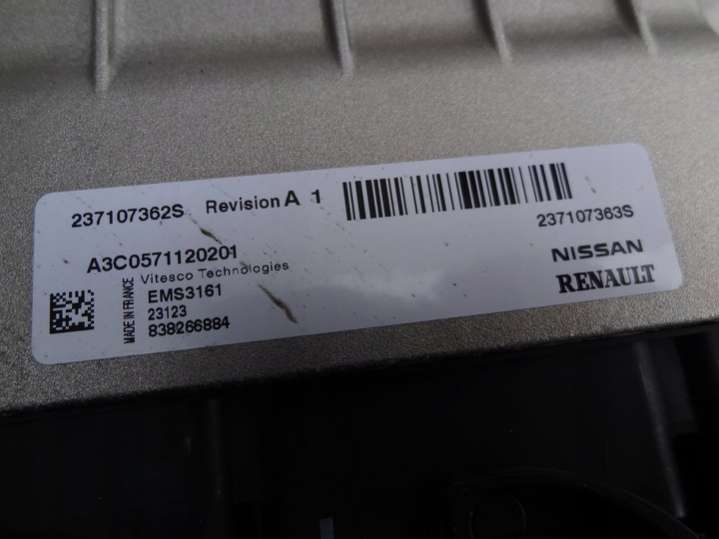 237107362S Revision A 1
237107363S
A3C0571120201
Vitesco Technologies
MADE IN FRANCE
EMS3161
23123
838266884
NISSAN
RENAULT